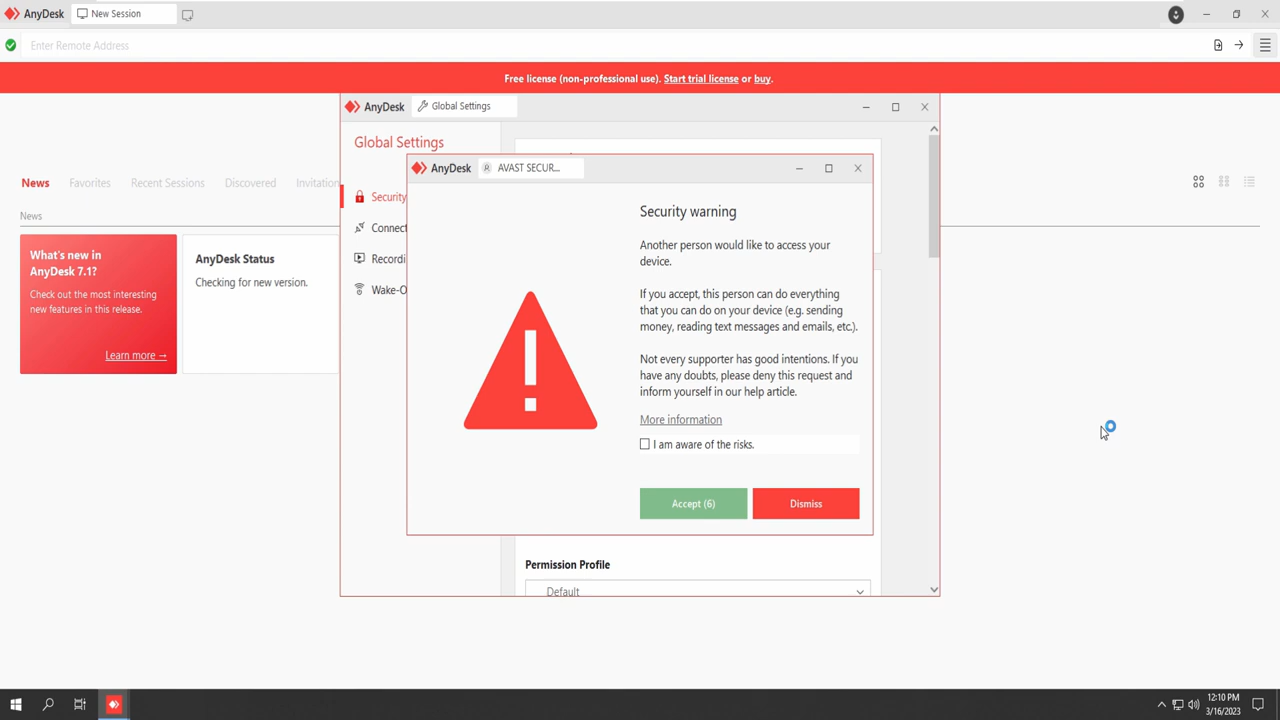 AnyDesk
New Session
Enter Remote Address
Free license (non-professional use). Start trial license or buy.
AnyDesk
Global Settings
Global Settings
AnyDesk
AVAST SECUR...
News
Favorites
Recent Sessions
Discovered
Invitation
Security
Connect
Recordi
Wake-O
News
What's new in
AnyDesk 7.1?
Check out the most interesting
new features in this release.
Learn more →
AnyDesk Status
Checking for new version.
Security warning
Another person would like to access your
device.
If you accept, this person can do everything
that you can do on your device (e.g. sending
money, reading text messages and emails, etc.).
Not every supporter has good intentions. If you
have any doubts, please deny this request and
inform yourself in our help article.
More information
I am aware of the risks.
Accept (6)
Dismiss
Permission Profile
Default
12:10 PM
3/16/2023